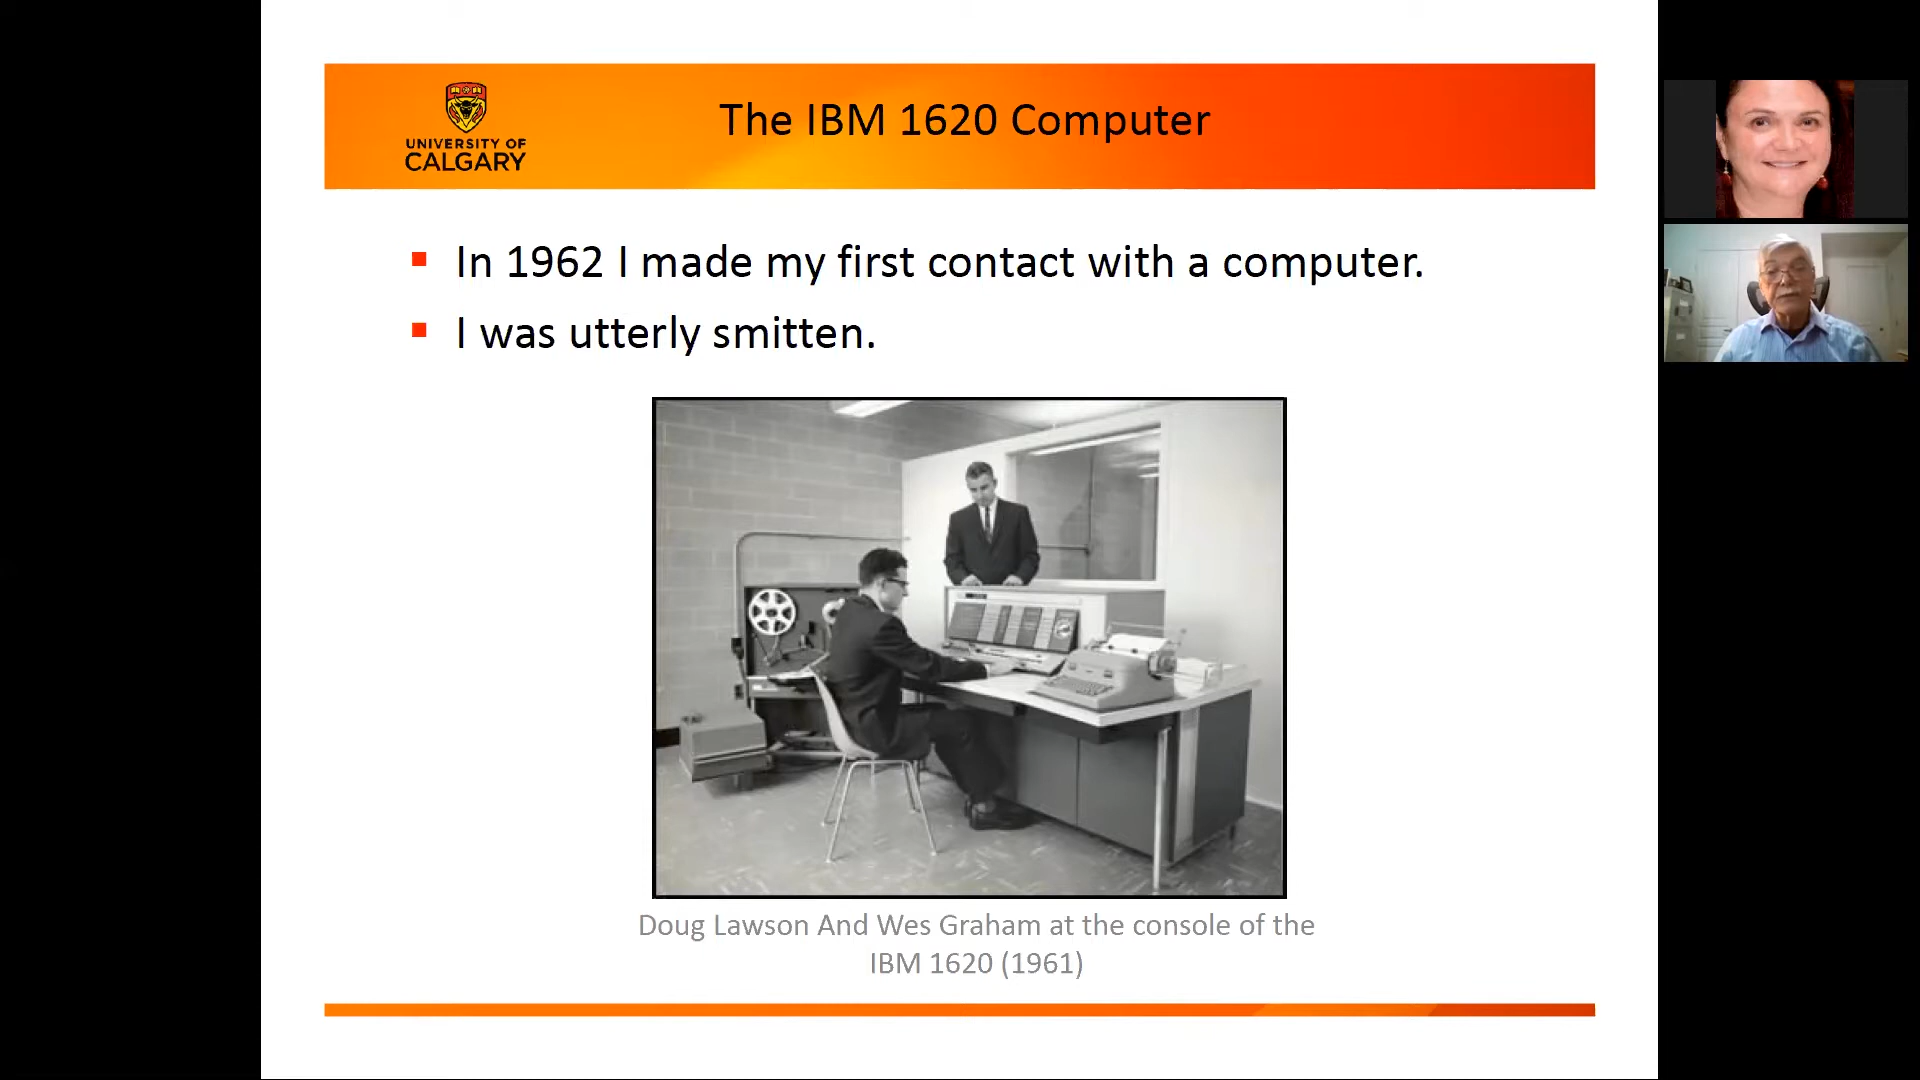 UNIVERSITY OF
CALGARY
The IBM 1620 Computer
In 1962 I made my first contact with a computer.
I was utterly smitten.
Doug Lawson And Wes Graham at the console of the
IBM 1620 (1961)